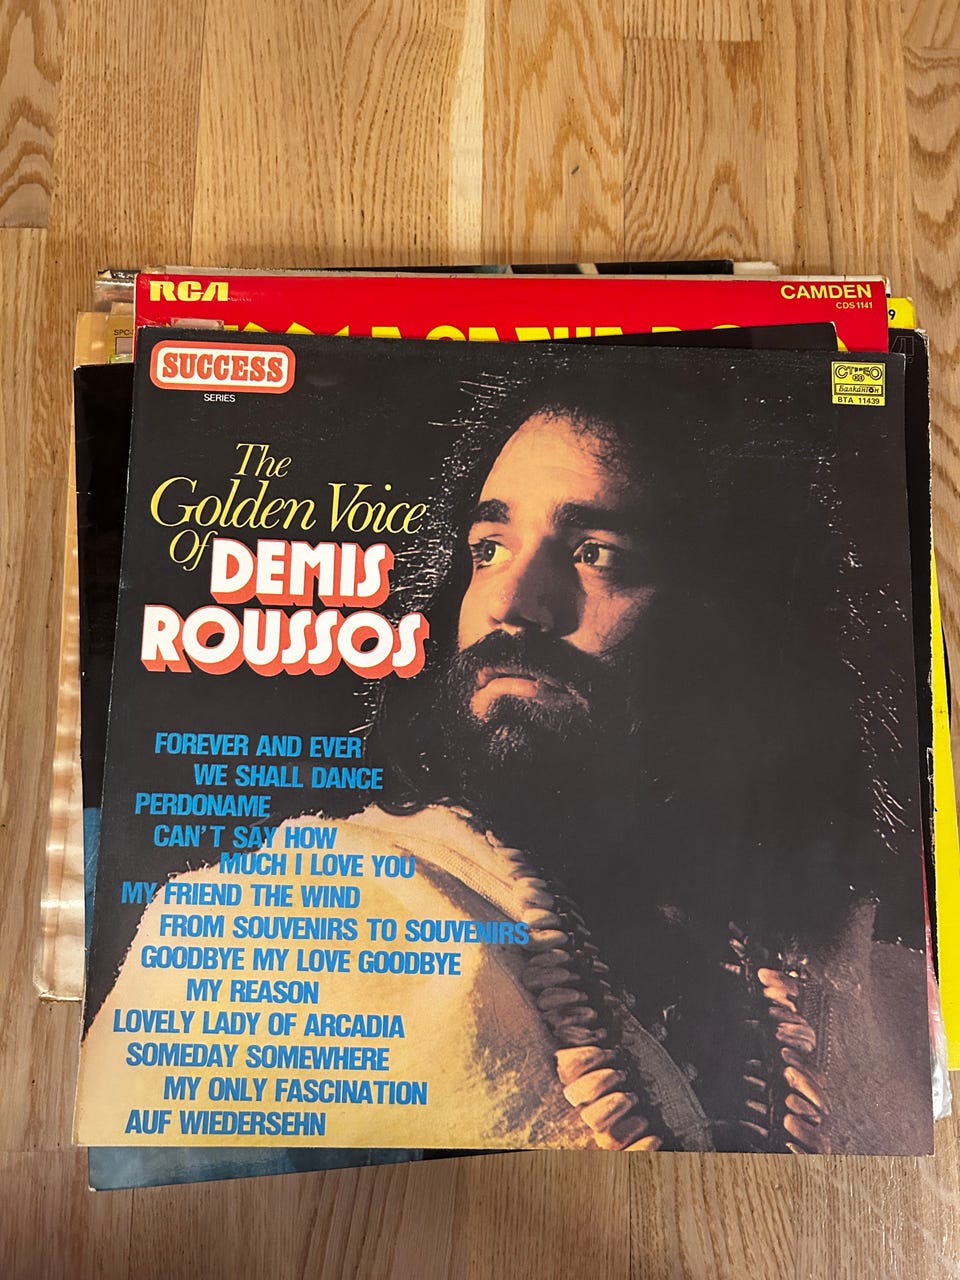 RCA
CAMDEN
CDS 1141
9
SPC-
SUCCESS
SERIES
СТЕРЕО
Балкантон
ВТА 11439
The
Golden Voice
Of DEMIS
ROUSSOS
FOREVER AND EVER
WE SHALL DANCE
PERDONAME
CAN'T SAY HOW
MUCH I LOVE YOU
MY FRIEND THE WIND
FROM SOUVENIRS TO SOUVENIRS
GOODBYE MY LOVE GOODBYE
MY REASON
LOVELY LADY OF ARCADIA
SOMEDAY SOMEWHERE
MY ONLY FASCINATION
AUF WIEDERSEHN